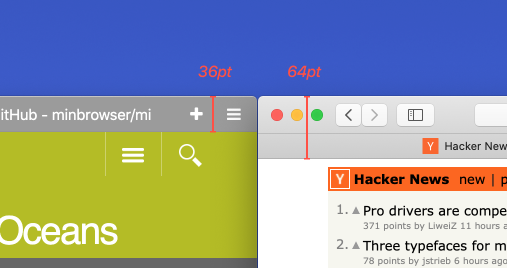 36pt
64pt
itHub - minbrowser/mi
Oceans
Hacker New
Y Hacker News new | p
1. Pro drivers are compe
371 points by LiweiZ 11 hours a
2. Three typefaces for m
78 points by jstrieb 6 hours ago